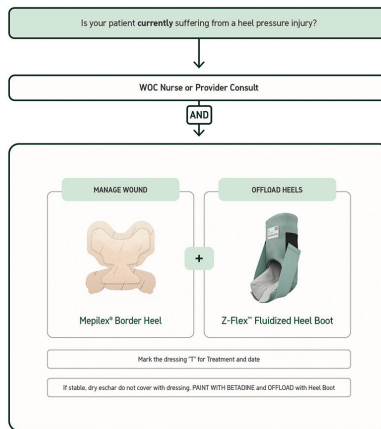 Is your patient currently suffering from a heel pressure injury?
WOC Nurse or Provider Consult
AND
MANAGE WOUND
OFFLOAD HEELS
+
Mepilex® Border Heel
Z-Flex™ Fluidized Heel Boot
Mark the dressing "T" for Treatment and date
If stable, dry eschar do not cover with dressing. PAINT WITH BETADINE and OFFLOAD with Heel Boot